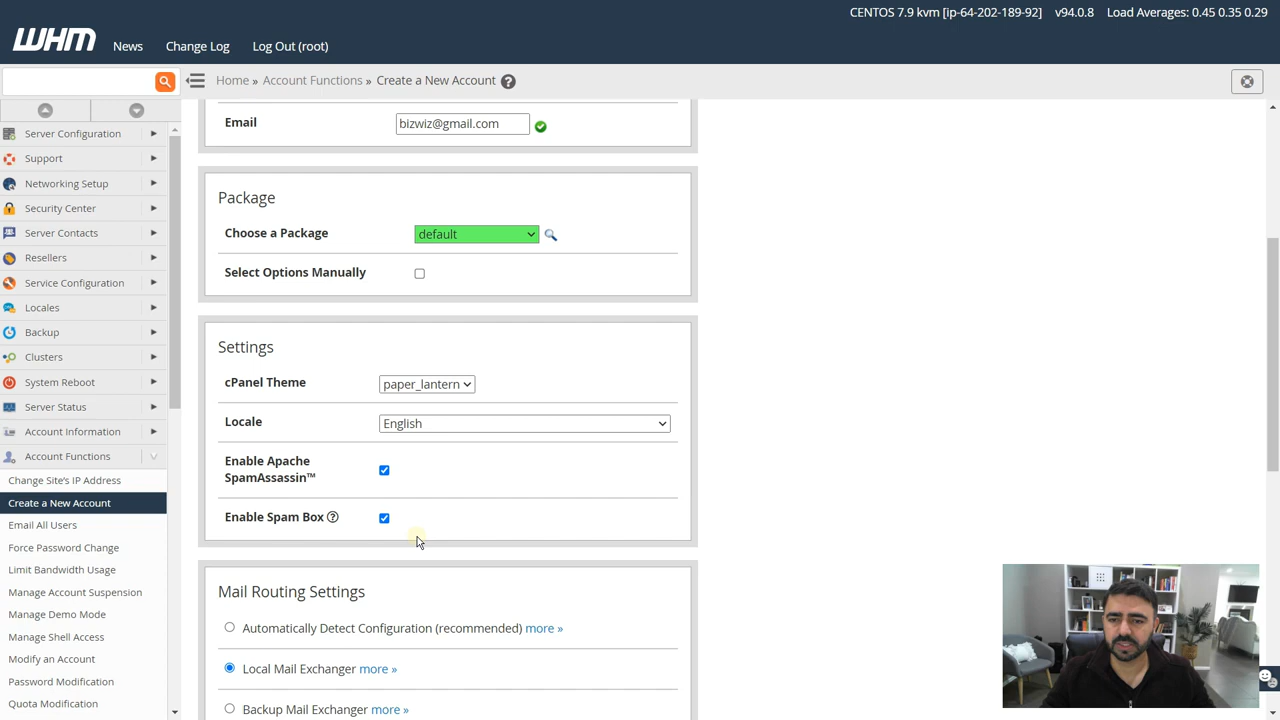 CENTOS 7.9 kvm [ip-64-202-189-92] v94.0.8 Load Averages: 0.45 0.35 0.29
WHM News Change Log Log Out (root)
Home » Account Functions » Create a New Account
Server Configuration
Support
Networking Setup
Security Center
Server Contacts
Resellers
Service Configuration
Locales
Backup
Clusters
System Reboot
Server Status
Account Information
Account Functions
Change Site's IP Address
Create a New Account
Email All Users
Force Password Change
Limit Bandwidth Usage
Manage Account Suspension
Manage Demo Mode
Manage Shell Access
Modify an Account
Password Modification
Quota Modification
Email bizwiz@gmail.com
Package
Choose a Package default
Select Options Manually
Settings
cPanel Theme paper_lantern
Locale English
Enable Apache
SpamAssassin™
Enable Spam Box
Mail Routing Settings
Automatically Detect Configuration (recommended) more »
Local Mail Exchanger more »
Backup Mail Exchanger more »